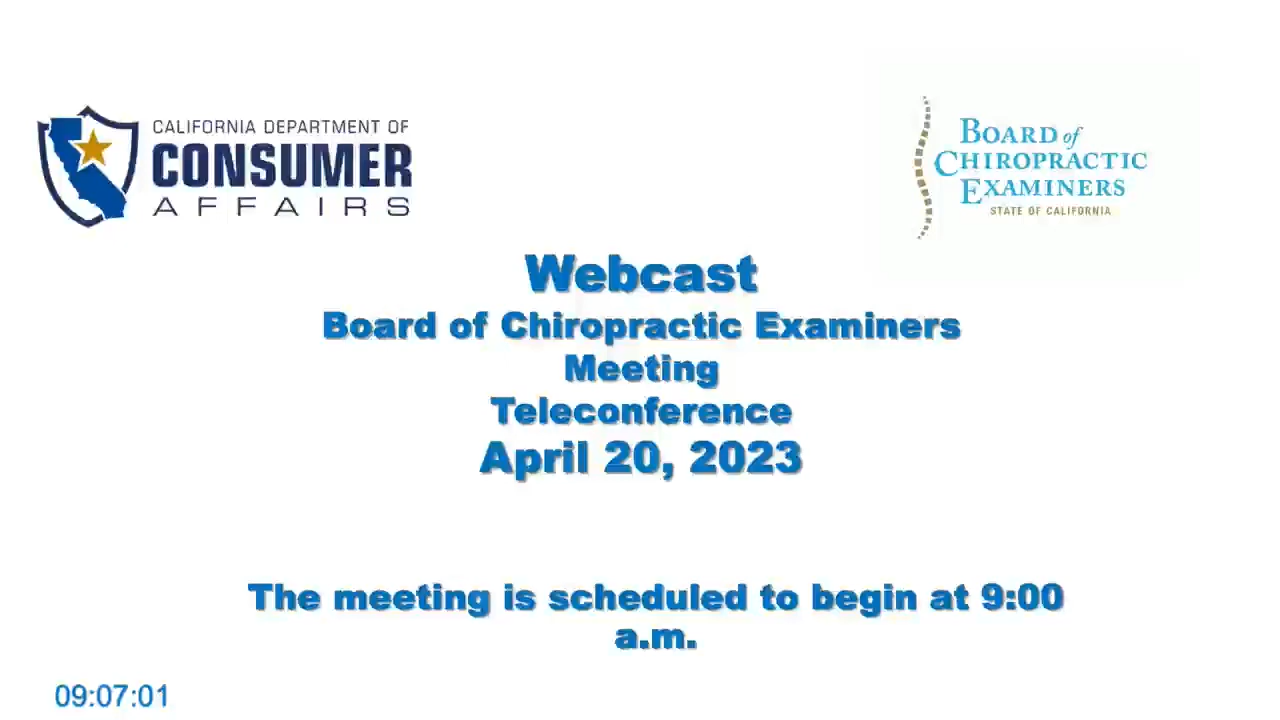 CALIFORNIA DEPARTMENT OF
CONSUMER
AFFAIRS
BOARD of
CHIROPRACTIC
EXAMINERS
STATE OF CALIFORNIA
Webcast
Board of Chiropractic Examiners
Meeting
Teleconference
April 20, 2023
The meeting is scheduled to begin at 9:00
a.m.
09:07:01